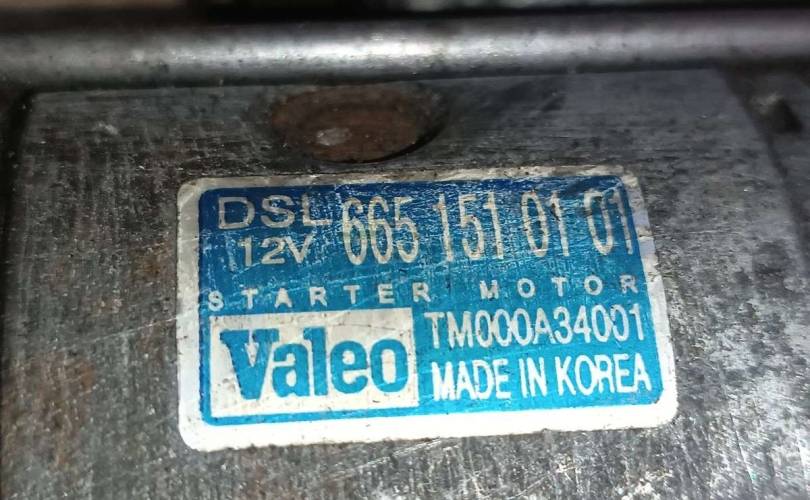 DSL 665 151 01 01
12V
STARTER MOTOR
Valeo TM000A34001
MADE IN KOREA